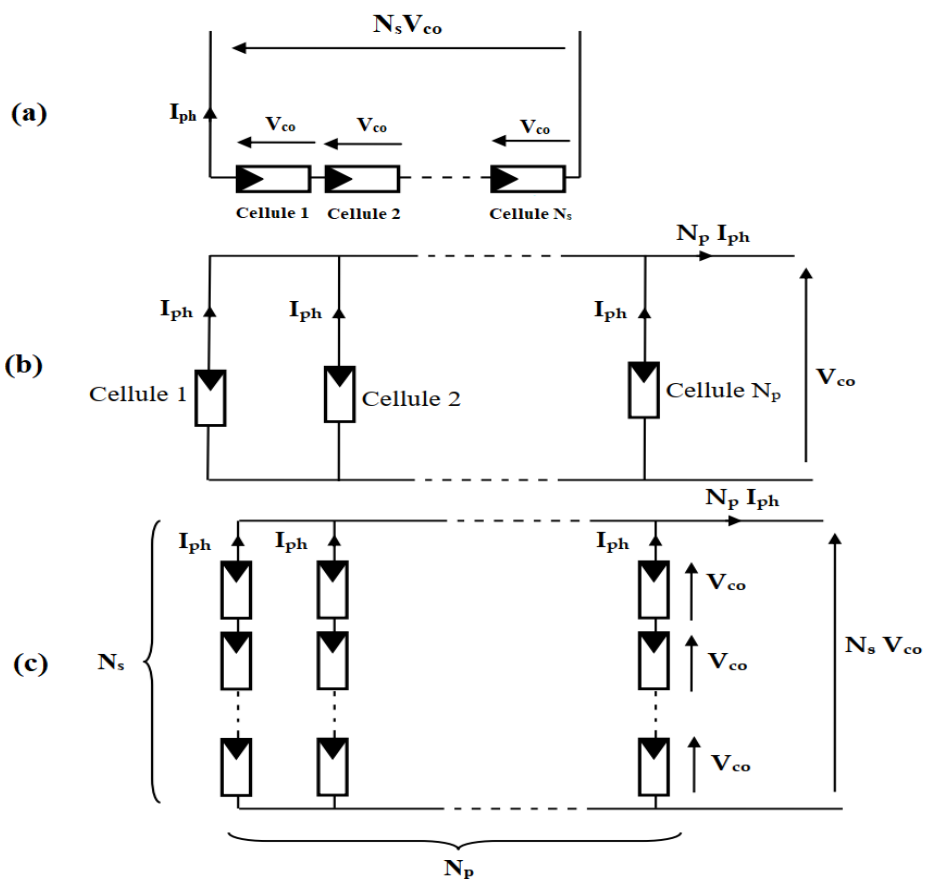 NₛV꜀ₒ
(a)
Iₚₕ
Vco Vco Vco
Cellule 1 Cellule 2 Cellule Nₛ
Nₚ Iₚₕ
Iₚₕ Iₚₕ Iₚₕ
(b)
Cellule 1 Cellule 2 Cellule Nₚ
Vco
Nₚ Iₚₕ
Iₚₕ Iₚₕ Iₚₕ
Vco
(c)
Nₛ
Vco
Nₛ Vco
Vco
Nₚ